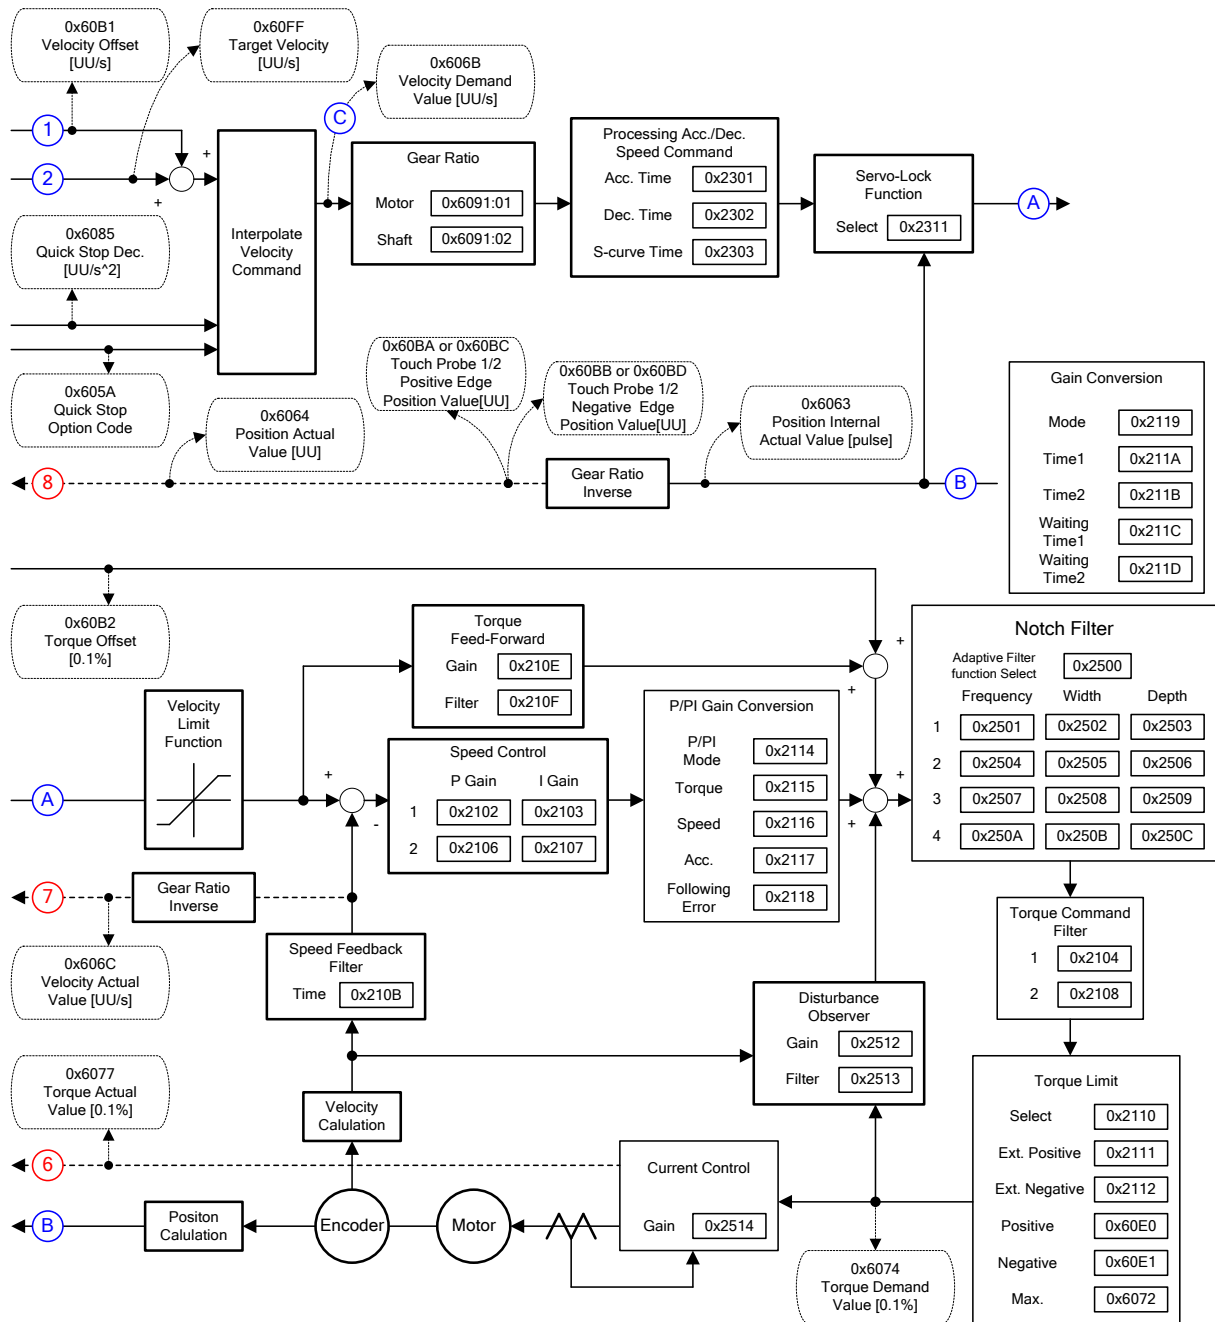 0x60B1
Velocity Offset
[UU/s]
0x60FF
Target Velocity
[UU/s]
0x606B
Velocity Demand
Value [UU/s]
1
2
+
+
C
0x6085
Quick Stop Dec.
[UU/s^2]
Interpolate
Velocity
Command
Gear Ratio
Motor 0x6091:01
Shaft 0x6091:02
Processing Acc./Dec.
Speed Command
Acc. Time 0x2301
Dec. Time 0x2302
S-curve Time 0x2303
Servo-Lock
Function
Select 0x2311
A
0x605A
Quick Stop
Option Code
0x6064
Position Actual
Value [UU]
0x60BA or 0x60BC
Touch Probe 1/2
Positive Edge
Position Value[UU]
0x60BB or 0x60BD
Touch Probe 1/2
Negative Edge
Position Value[UU]
0x6063
Position Internal
Actual Value [pulse]
8
Gear Ratio
Inverse
B
Gain Conversion
Mode 0x2119
Time1 0x211A
Time2 0x211B
Waiting
Time1
0x211C
Waiting
Time2
0x211D
0x60B2
Torque Offset
[0.1%]
Torque
Feed-Forward
Gain 0x210E
Filter 0x210F
+
+
Notch Filter
Adaptive Filter
function Select
0x2500
Frequency Width Depth
1 0x2501 0x2502 0x2503
2 0x2504 0x2505 0x2506
3 0x2507 0x2508 0x2509
4 0x250A 0x250B 0x250C
A
Velocity
Limit
Function
+
-
Speed Control
P Gain I Gain
1 0x2102 0x2103
2 0x2106 0x2107
P/PI Gain Conversion
P/PI
Mode
0x2114
Torque 0x2115
Speed 0x2116
Acc. 0x2117
Following
Error
0x2118
+
+
7
Gear Ratio
Inverse
0x606C
Velocity Actual
Value [UU/s]
Speed Feedback
Filter
Time 0x210B
Torque Command
Filter
1 0x2104
2 0x2108
Disturbance
Observer
Gain 0x2512
Filter 0x2513
0x6077
Torque Actual
Value [0.1%]
Velocity
Calulation
Torque Limit
Select 0x2110
Ext. Positive 0x2111
Ext. Negative 0x2112
Positive 0x60E0
Negative 0x60E1
Max. 0x6072
6
Current Control
Gain 0x2514
B
Positon
Calulation
Encoder
Motor
0x6074
Torque Demand
Value [0.1%]